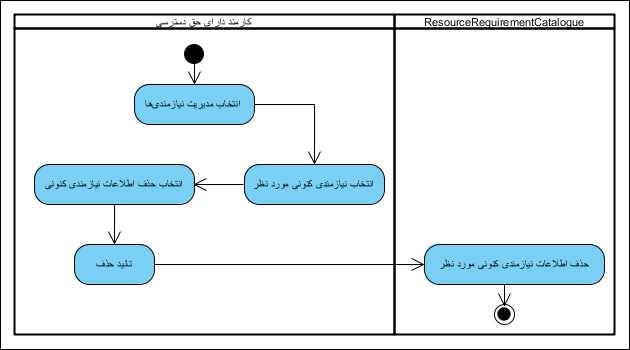 کارمند دارای حق دسترسی
ResourceRequirementCatalogue
انتخاب مدیریت نیازمندی‌ها
انتخاب نیازمندی کنونی مورد نظر
انتخاب حذف اطلاعات نیازمندی کنونی
تائید حذف
حذف اطلاعات نیازمندی کنونی مورد نظر